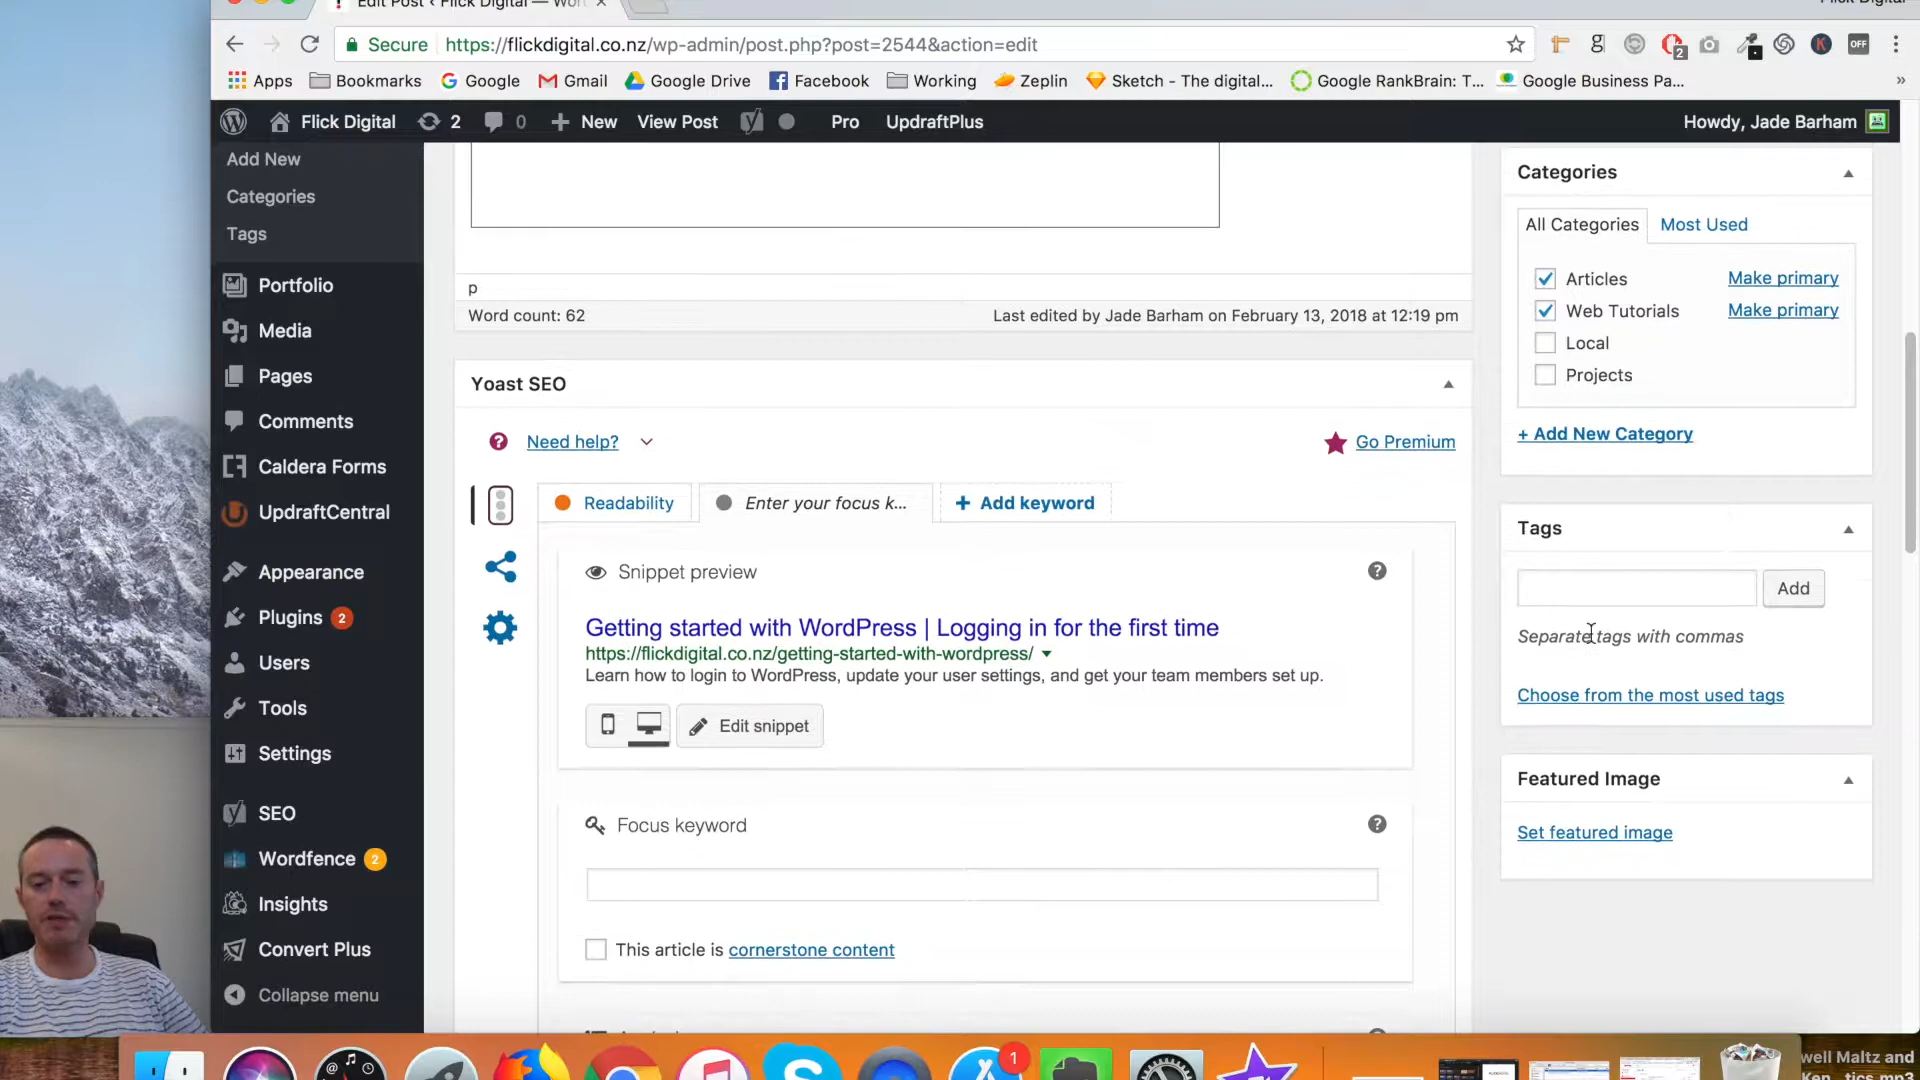 Edit Post ‹ Flick Digital — Wor
Flick Digital
Secure https://flickdigital.co.nz/wp-admin/post.php?post=2544&action=edit
2
OFF
Apps Bookmarks Google Gmail Google Drive Facebook Working Zeplin Sketch - The digital... Google RankBrain: T... Google Business Pa... »
Flick Digital 2 0 New View Post Pro UpdraftPlus Howdy, Jade Barham
Add New
Categories
Tags
Portfolio
Media
Pages
Comments
Caldera Forms
UpdraftCentral
Appearance
Plugins 2
Users
Tools
Settings
SEO
Wordfence 2
Insights
Convert Plus
Collapse menu
p
Word count: 62 Last edited by Jade Barham on February 13, 2018 at 12:19 pm
Yoast SEO
Need help? Go Premium
Readability Enter your focus k... + Add keyword
Snippet preview
Getting started with WordPress | Logging in for the first time
https://flickdigital.co.nz/getting-started-with-wordpress/
Learn how to login to WordPress, update your user settings, and get your team members set up.
Edit snippet
Focus keyword
This article is cornerstone content
Categories
All Categories Most Used
Articles Make primary
Web Tutorials Make primary
Local
Projects
+ Add New Category
Tags
Add
Separate tags with commas
Choose from the most used tags
Featured Image
Set featured image
1
well Maltz and